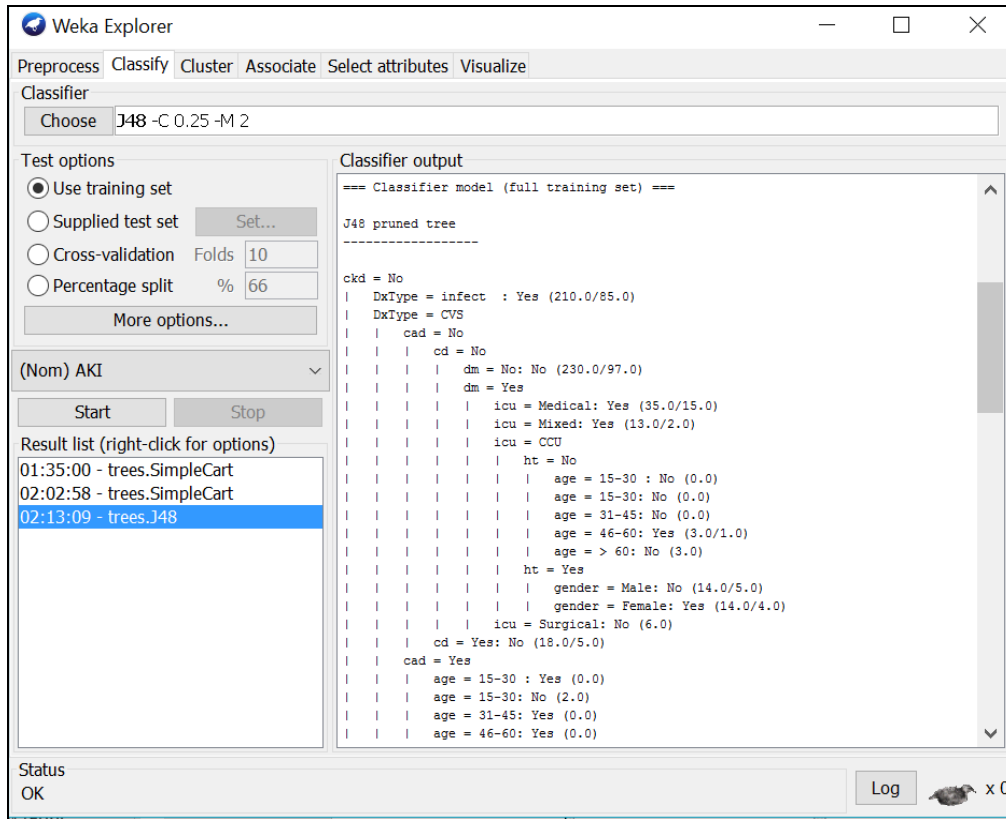 Weka Explorer
Preprocess Classify Cluster Associate Select attributes Visualize
Classifier
Choose J48 -C 0.25 -M 2
Test options
Use training set
Supplied test set Set...
Cross-validation Folds 10
Percentage split % 66
More options...
(Nom) AKI
Start Stop
Result list (right-click for options)
01:35:00 - trees.SimpleCart
02:02:58 - trees.SimpleCart
02:13:09 - trees.J48
Classifier output
=== Classifier model (full training set) ===
J48 pruned tree
------------------
ckd = No
|   DxType = infect  : Yes (210.0/85.0)
|   DxType = CVS
|   |   cad = No
|   |   |   cd = No
|   |   |   |   dm = No: No (230.0/97.0)
|   |   |   |   dm = Yes
|   |   |   |   |   icu = Medical: Yes (35.0/15.0)
|   |   |   |   |   icu = Mixed: Yes (13.0/2.0)
|   |   |   |   |   icu = CCU
|   |   |   |   |   |   ht = No
|   |   |   |   |   |   |   age = 15-30 : No (0.0)
|   |   |   |   |   |   |   age = 15-30: No (0.0)
|   |   |   |   |   |   |   age = 31-45: No (0.0)
|   |   |   |   |   |   |   age = 46-60: Yes (3.0/1.0)
|   |   |   |   |   |   |   age = > 60: No (3.0)
|   |   |   |   |   |   ht = Yes
|   |   |   |   |   |   |   gender = Male: No (14.0/5.0)
|   |   |   |   |   |   |   gender = Female: Yes (14.0/4.0)
|   |   |   |   |   icu = Surgical: No (6.0)
|   |   |   cd = Yes: No (18.0/5.0)
|   |   cad = Yes
|   |   |   age = 15-30 : Yes (0.0)
|   |   |   age = 15-30: No (2.0)
|   |   |   age = 31-45: Yes (0.0)
|   |   |   age = 46-60: Yes (0.0)
Status
OK
Log x 0